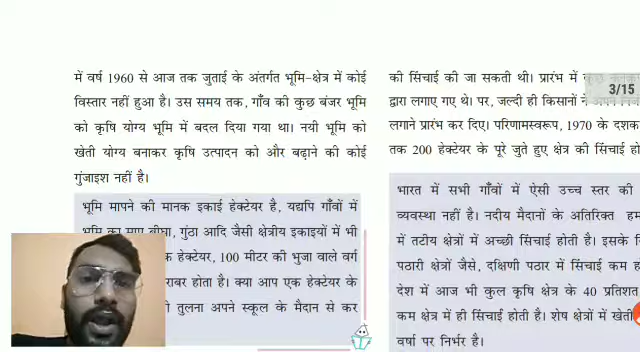 में वर्ष 1960 से आज तक जुताई के अंतर्गत भूमि-क्षेत्र में कोई
विस्तार नहीं हुआ है। उस समय तक, गाँव की कुछ बंजर भूमि
को कृषि योग्य भूमि में बदल दिया गया था। नयी भूमि को
खेती योग्य बनाकर कृषि उत्पादन को और बढ़ाने की कोई
गुंजाइश नहीं है।
भूमि मापने की मानक इकाई हेक्टेयर है, यद्यपि गाँवों में
भूमि का माप बीघा, गुंठा आदि जैसी क्षेत्रीय इकाइयों में भी
हेक्टेयर, 100 मीटर की भुजा वाले वर्ग
होता है। क्या आप एक हेक्टेयर के
तुलना अपने स्कूल के मैदान से कर
की सिंचाई की जा सकती थी। प्रारंभ में कुछ
द्वारा लगाए गए थे। पर, जल्दी ही किसानों ने अपने
लगाने प्रारंभ कर दिए। परिणामस्वरूप, 1970 के दशक
तक 200 हेक्टेयर के पूरे जुते हुए क्षेत्र की सिंचाई
भारत में सभी गाँवों में ऐसी उच्च स्तर की
व्यवस्था नहीं है। नदीय मैदानों के अतिरिक्त
में तटीय क्षेत्रों में अच्छी सिंचाई होती है। इसके
पठारी क्षेत्रों जैसे, दक्षिणी पठार में सिंचाई कम
देश में आज भी कुल कृषि क्षेत्र के 40 प्रतिशत
कम क्षेत्र में ही सिंचाई होती है। शेष क्षेत्रों में खेती
वर्षा पर निर्भर है।
3/15